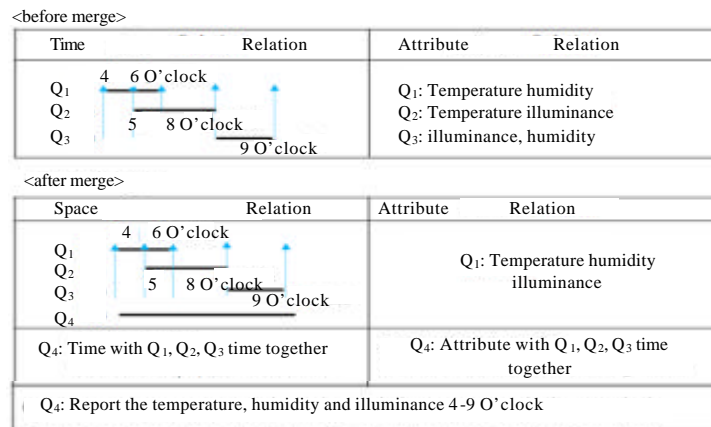 <before merge>
Time Relation Attribute Relation
4 6 O'clock
Q1
Q2
5 8 O'clock
Q3
9 O'clock
Q1: Temperature humidity
Q2: Temperature illuminance
Q3: illuminance, humidity
<after merge>
Space Relation Attribute Relation
4 6 O'clock
Q1
Q2
5 8 O'clock
Q3
9 O'clock
Q4
Q1: Temperature humidity
illuminance
Q4: Time with Q1, Q2, Q3 time together
Q4: Attribute with Q1, Q2, Q3 time
together
Q4: Report the temperature, humidity and illuminance 4-9 O'clock